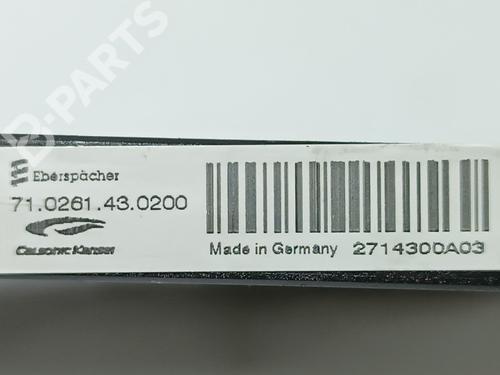 B-PARTS
Eberspächer
71.0261.43.0200
Calsonic Kansei
Made in Germany 2714300A03